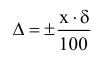 Δ = ± x · δ / 100